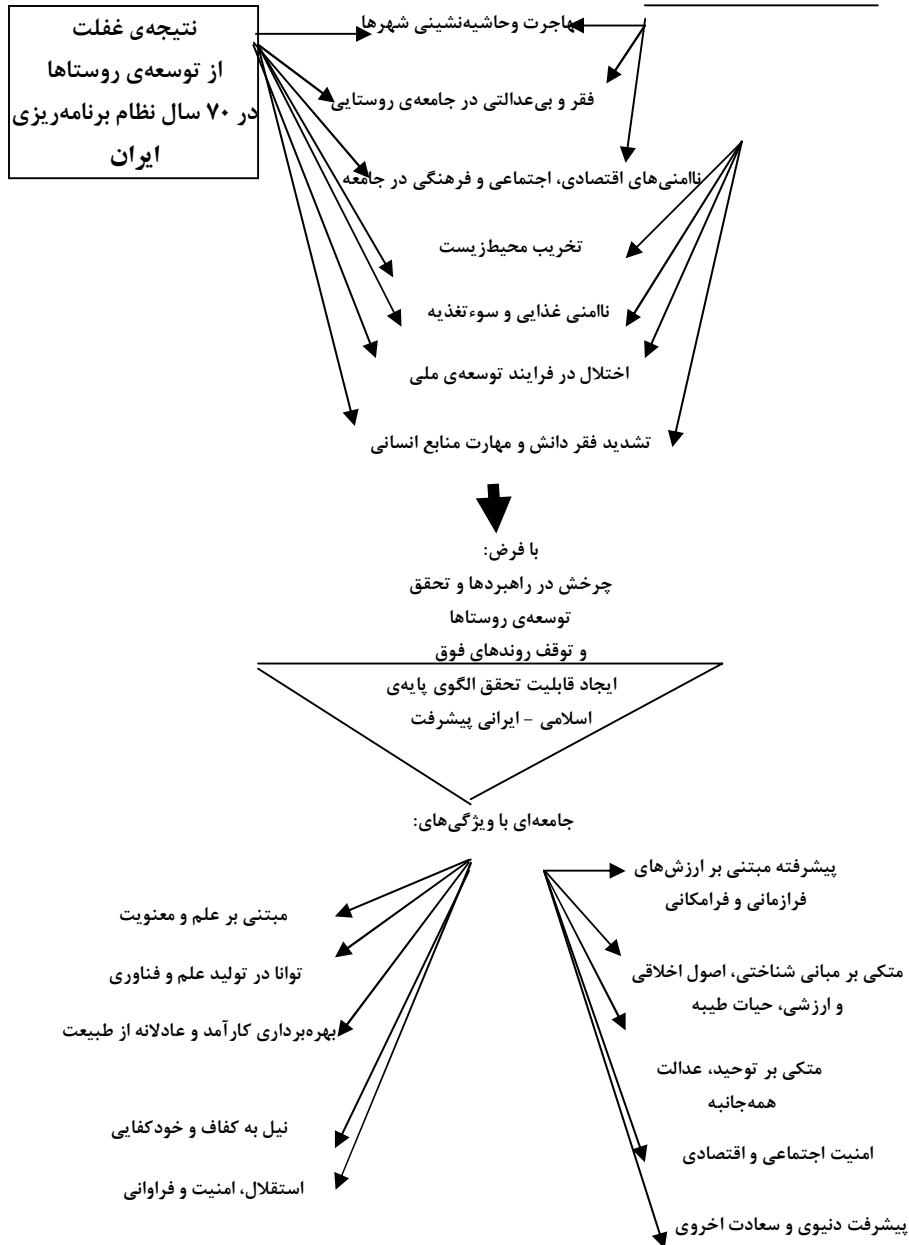 نتیجه‌ی غفلت
از توسعه‌ی روستاها
در ۷۰ سال نظام برنامه‌ریزی
ایران
مهاجرت وحاشیه‌نشینی شهرها
فقر و بی‌عدالتی در جامعه‌ی روستایی
ناامنی‌های اقتصادی، اجتماعی و فرهنگی در جامعه
تخریب محیط‌زیست
ناامنی غذایی و سوءتغذیه
اختلال در فرایند توسعه‌ی ملی
تشدید فقر دانش و مهارت منابع انسانی
با فرض:
چرخش در راهبردها و تحقق
توسعه‌ی روستاها
و توقف روندهای فوق
ایجاد قابلیت تحقق الگوی پایه‌ی
اسلامی – ایرانی پیشرفت
جامعه‌ای با ویژگی‌های:
پیشرفته مبتنی بر ارزش‌های
فرازمانی و فرامکانی
متکی بر مبانی شناختی، اصول اخلاقی
و ارزشی، حیات طیبه
متکی بر توحید، عدالت
همه‌جانبه
امنیت اجتماعی و اقتصادی
پیشرفت دنیوی و سعادت اخروی
مبتنی بر علم و معنویت
توانا در تولید علم و فناوری
بهره‌برداری کارآمد و عادلانه از طبیعت
نیل به کفاف و خودکفایی
استقلال، امنیت و فراوانی